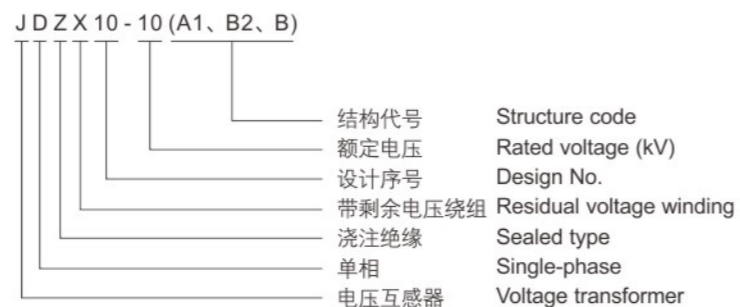 JDZX10-10(A1、B2、B)
结构代号 Structure code
额定电压 Rated voltage (kV)
设计序号 Design No.
带剩余电压绕组 Residual voltage winding
浇注绝缘 Sealed type
单相 Single-phase
电压互感器 Voltage transformer